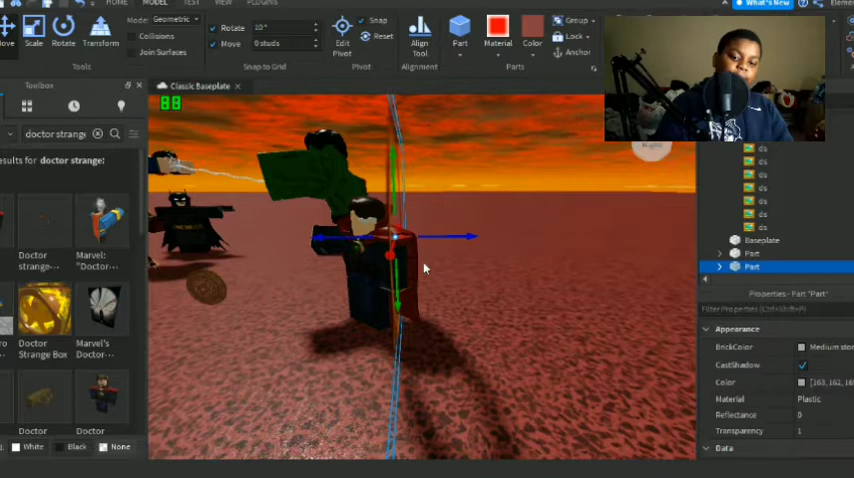 HOME MODEL TEST VIEW PLUGINS
What's New
Mode: Geometric
Collisions
Join Surfaces
Rotate 10°
Move 0 studs
Snap
Reset
Group
Lock
Anchor
Move Scale Rotate Transform
Edit Pivot
Align Tool
Part Material Color
Tools Snap to Grid Pivot Alignment Parts
Toolbox
Classic Baseplate
88
Right
doctor strange
results for doctor strange:
ds
ds
ds
ds
ds
ds
ds
Baseplate
Part
Part
Doctor strange---
Marvel: "Doctor---
Doctor Strange Box
Marvel's Doctor---
Doctor
Doctor
White Black None
Properties - Part "Part"
Filter Properties (Ctrl+Shift+P)
Appearance
BrickColor Medium stor
CastShadow
Color [163, 162, 16
Material Plastic
Reflectance 0
Transparency 1
Data